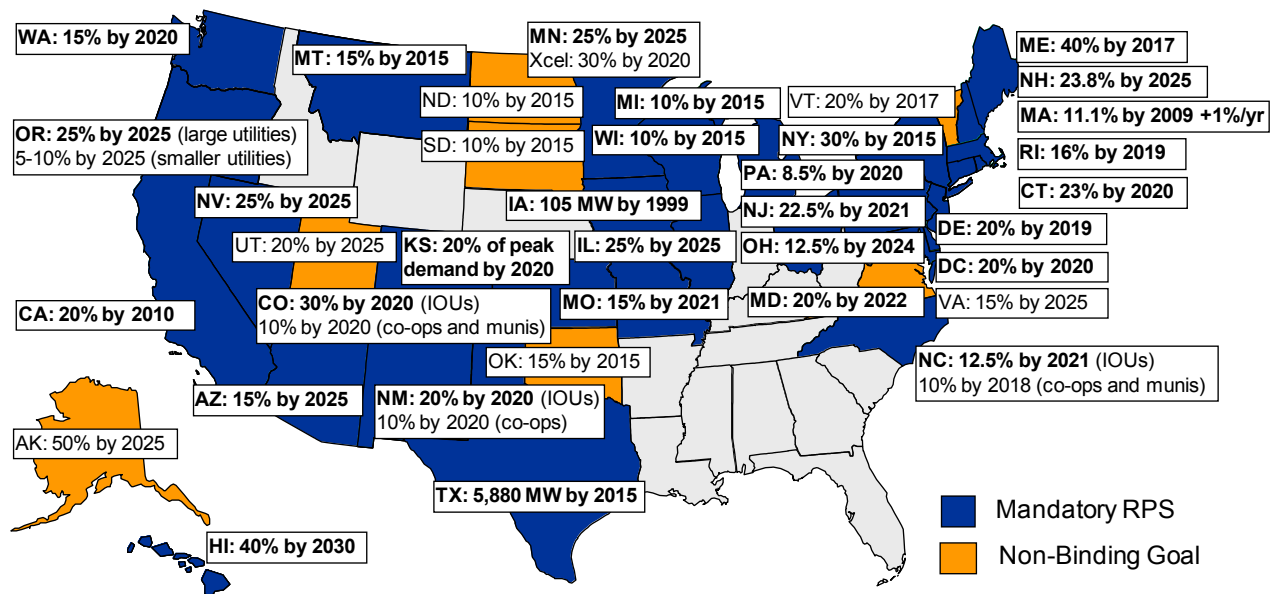 WA: 15% by 2020
MT: 15% by 2015
MN: 25% by 2025
Xcel: 30% by 2020
ME: 40% by 2017
NH: 23.8% by 2025
ND: 10% by 2015
MI: 10% by 2015
VT: 20% by 2017
MA: 11.1% by 2009 +1%/yr
OR: 25% by 2025 (large utilities)
5-10% by 2025 (smaller utilities)
SD: 10% by 2015
WI: 10% by 2015
NY: 30% by 2015
RI: 16% by 2019
PA: 8.5% by 2020
CT: 23% by 2020
NV: 25% by 2025
IA: 105 MW by 1999
NJ: 22.5% by 2021
DE: 20% by 2019
UT: 20% by 2025
KS: 20% of peak
demand by 2020
IL: 25% by 2025
OH: 12.5% by 2024
DC: 20% by 2020
CA: 20% by 2010
CO: 30% by 2020 (IOUs)
10% by 2020 (co-ops and munis)
MO: 15% by 2021
MD: 20% by 2022
VA: 15% by 2025
OK: 15% by 2015
NC: 12.5% by 2021 (IOUs)
10% by 2018 (co-ops and munis)
AZ: 15% by 2025
NM: 20% by 2020 (IOUs)
10% by 2020 (co-ops)
AK: 50% by 2025
TX: 5,880 MW by 2015
Mandatory RPS
HI: 40% by 2030
Non-Binding Goal